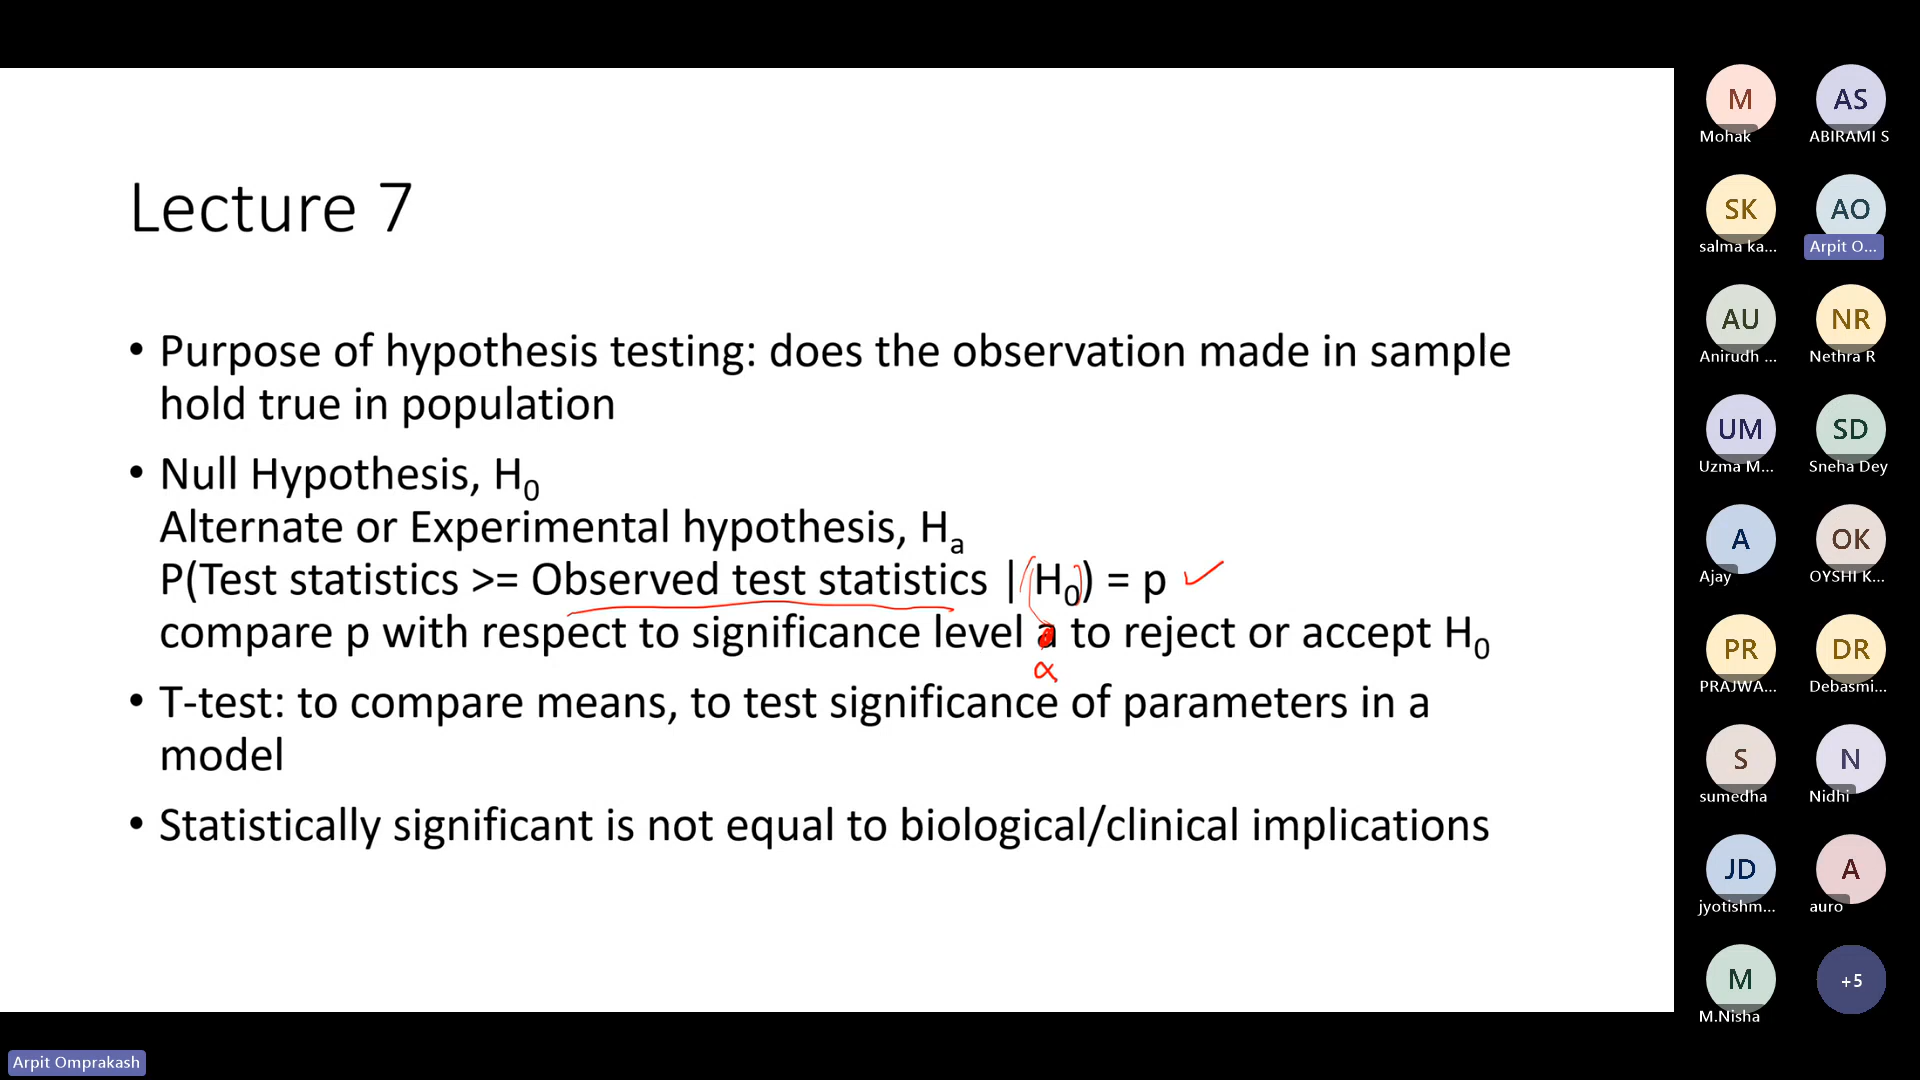 Lecture 7
• Purpose of hypothesis testing: does the observation made in sample
hold true in population
• Null Hypothesis, H0
Alternate or Experimental hypothesis, Ha
P(Test statistics >= Observed test statistics | H0) = p ✓
compare p with respect to significance level a to reject or accept H0
α
• T-test: to compare means, to test significance of parameters in a
model
• Statistically significant is not equal to biological/clinical implications
M
Mohak
AS
ABIRAMI S
SK
salma ka...
AO
Arpit O...
AU
Anirudh ...
NR
Nethra R
UM
Uzma M...
SD
Sneha Dey
A
Ajay
OK
OYSHI K...
PR
PRAJWA...
DR
Debasmi...
S
sumedha
N
Nidhi
JD
jyotishm...
A
auro
M
M.Nisha
+5
Arpit Omprakash